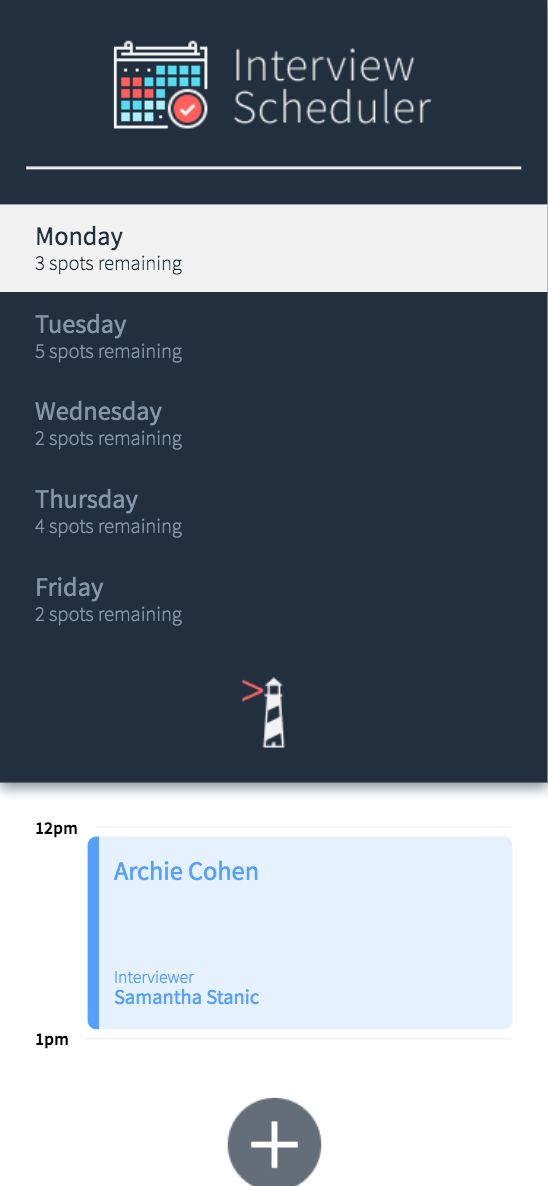 Interview
Scheduler
Monday
3 spots remaining
Tuesday
5 spots remaining
Wednesday
2 spots remaining
Thursday
4 spots remaining
Friday
2 spots remaining
12pm
Archie Cohen
Interviewer
Samantha Stanic
1pm